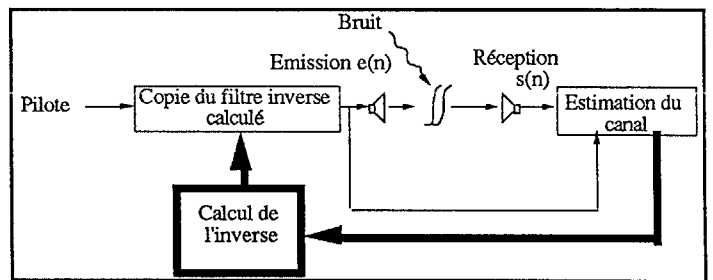 Bruit
Emission e(n)
Réception
s(n)
Pilote
Copie du filtre inverse
calculé
Estimation du
canal
Calcul de
l'inverse